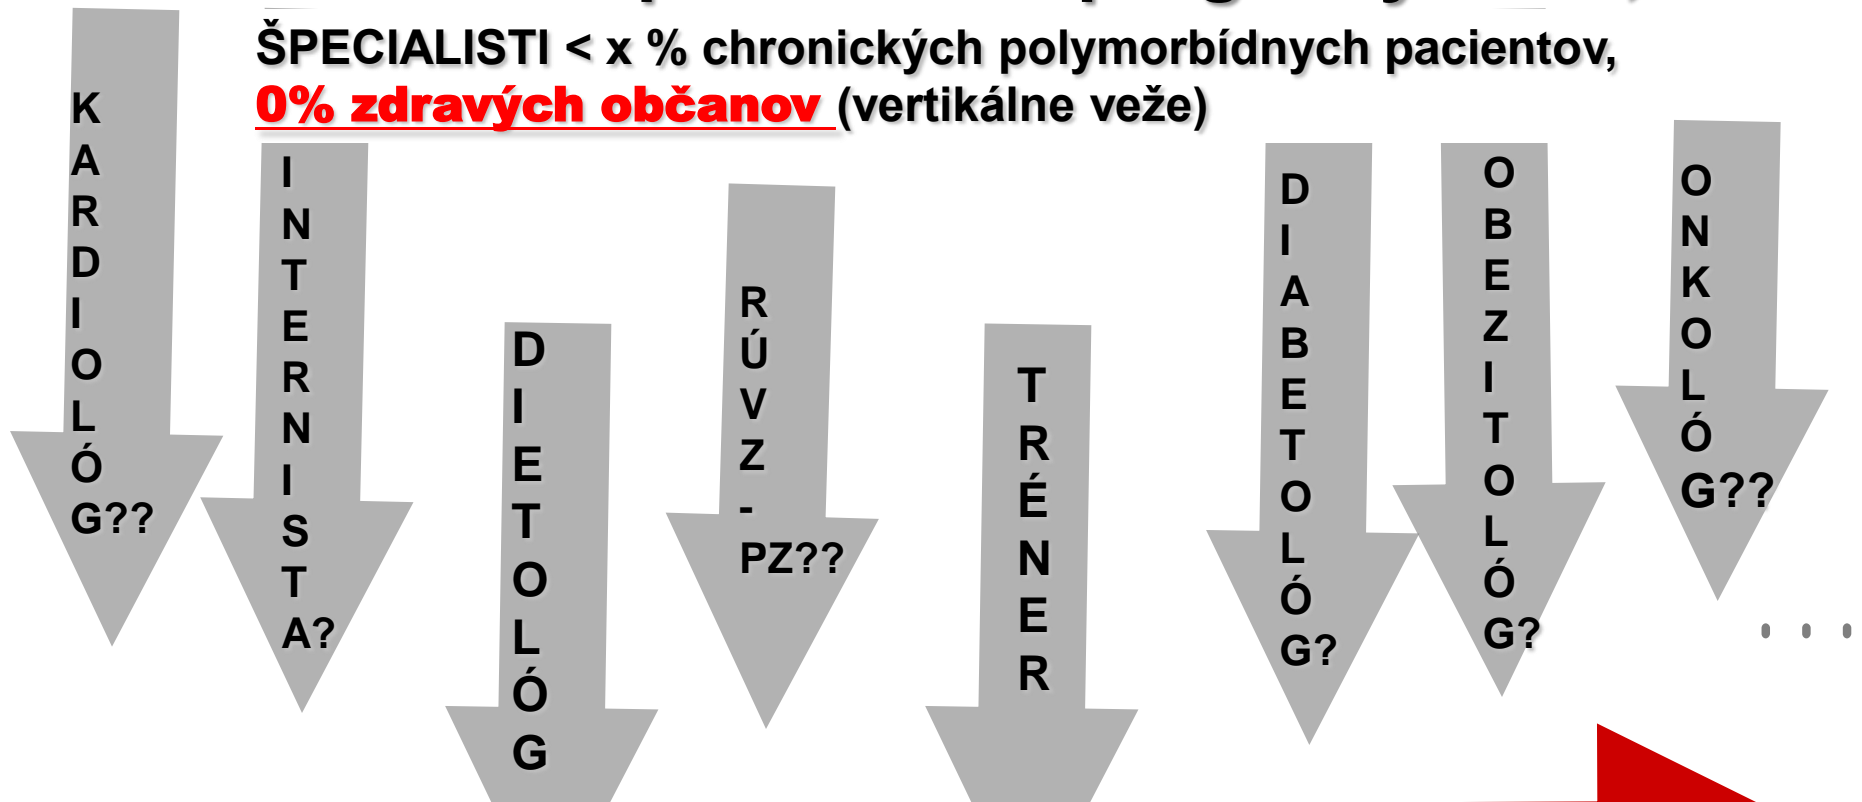 ŠPECIALISTI < x % chronických polymorbídnych pacientov,
0% zdravých občanov (vertikálne veže)
KARDIOLÓG??
INTERNISTA?
DIETOLÓG
RÚVZ-PZ??
TRÉNER
DIABETOLÓG?
OBEZITOLÓG?
ONKOLÓG??
...